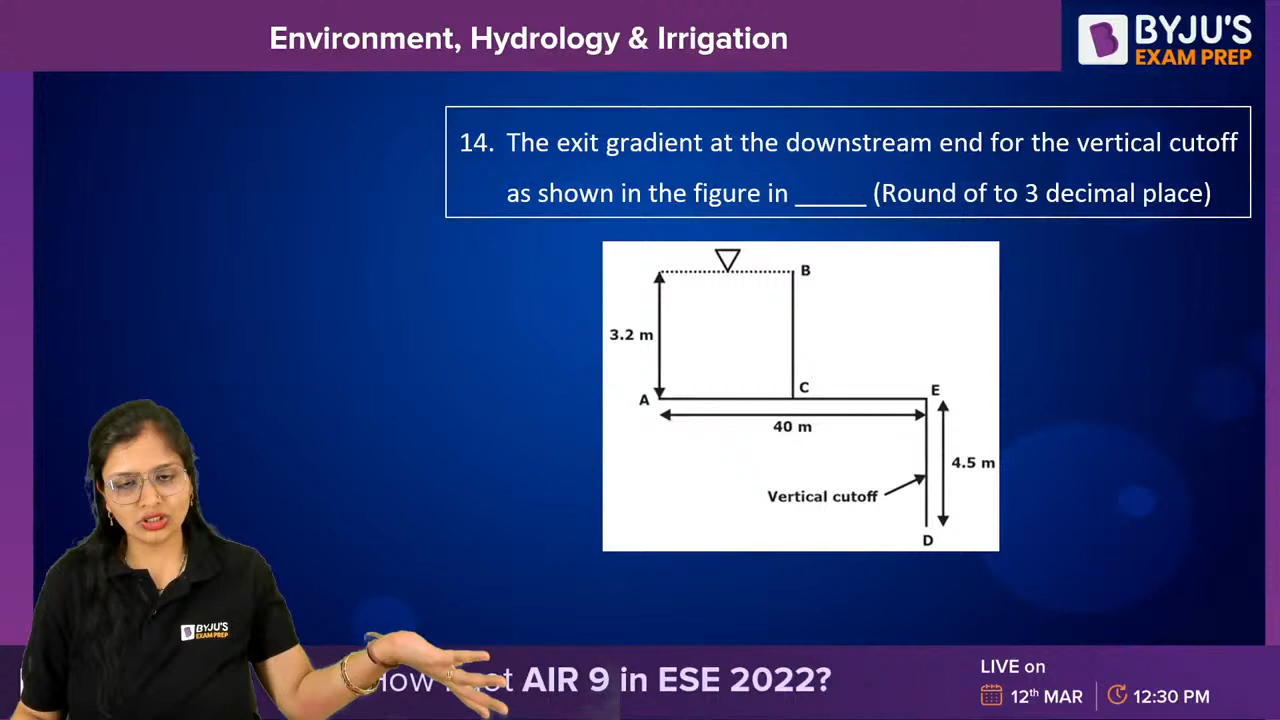 Environment, Hydrology & Irrigation
BYJU'S
EXAM PREP
14. The exit gradient at the downstream end for the vertical cutoff
as shown in the figure in _____ (Round of to 3 decimal place)
B
3.2 m
C
A
E
40 m
4.5 m
Vertical cutoff
D
BYJU'S
EXAM PREP
AIR 9 in ESE 2022?
LIVE on
12th MAR
12:30 PM